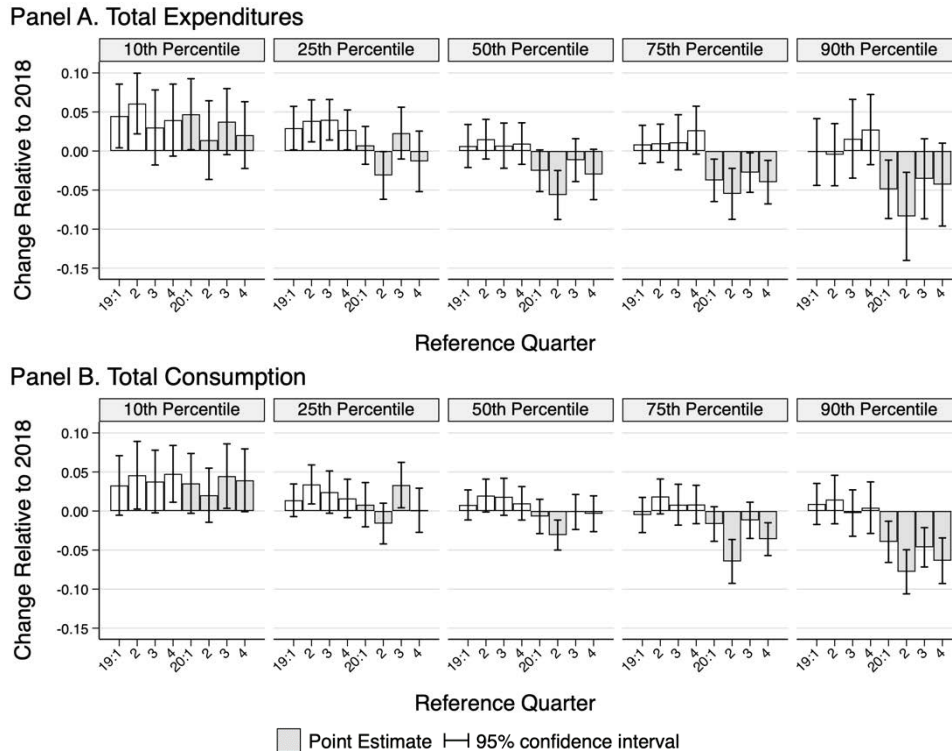 Panel A. Total Expenditures
10th Percentile 25th Percentile 50th Percentile 75th Percentile 90th Percentile
Change Relative to 2018
0.10
0.05
0.00
-0.05
-0.10
-0.15
19:1 2 3 4 20:1 2 3 4 19:1 2 3 4 20:1 2 3 4 19:1 2 3 4 20:1 2 3 4 19:1 2 3 4 20:1 2 3 4 19:1 2 3 4 20:1 2 3 4
Reference Quarter
Panel B. Total Consumption
10th Percentile 25th Percentile 50th Percentile 75th Percentile 90th Percentile
Change Relative to 2018
0.10
0.05
0.00
-0.05
-0.10
-0.15
19:1 2 3 4 20:1 2 3 4 19:1 2 3 4 20:1 2 3 4 19:1 2 3 4 20:1 2 3 4 19:1 2 3 4 20:1 2 3 4 19:1 2 3 4 20:1 2 3 4
Reference Quarter
Point Estimate 95% confidence interval